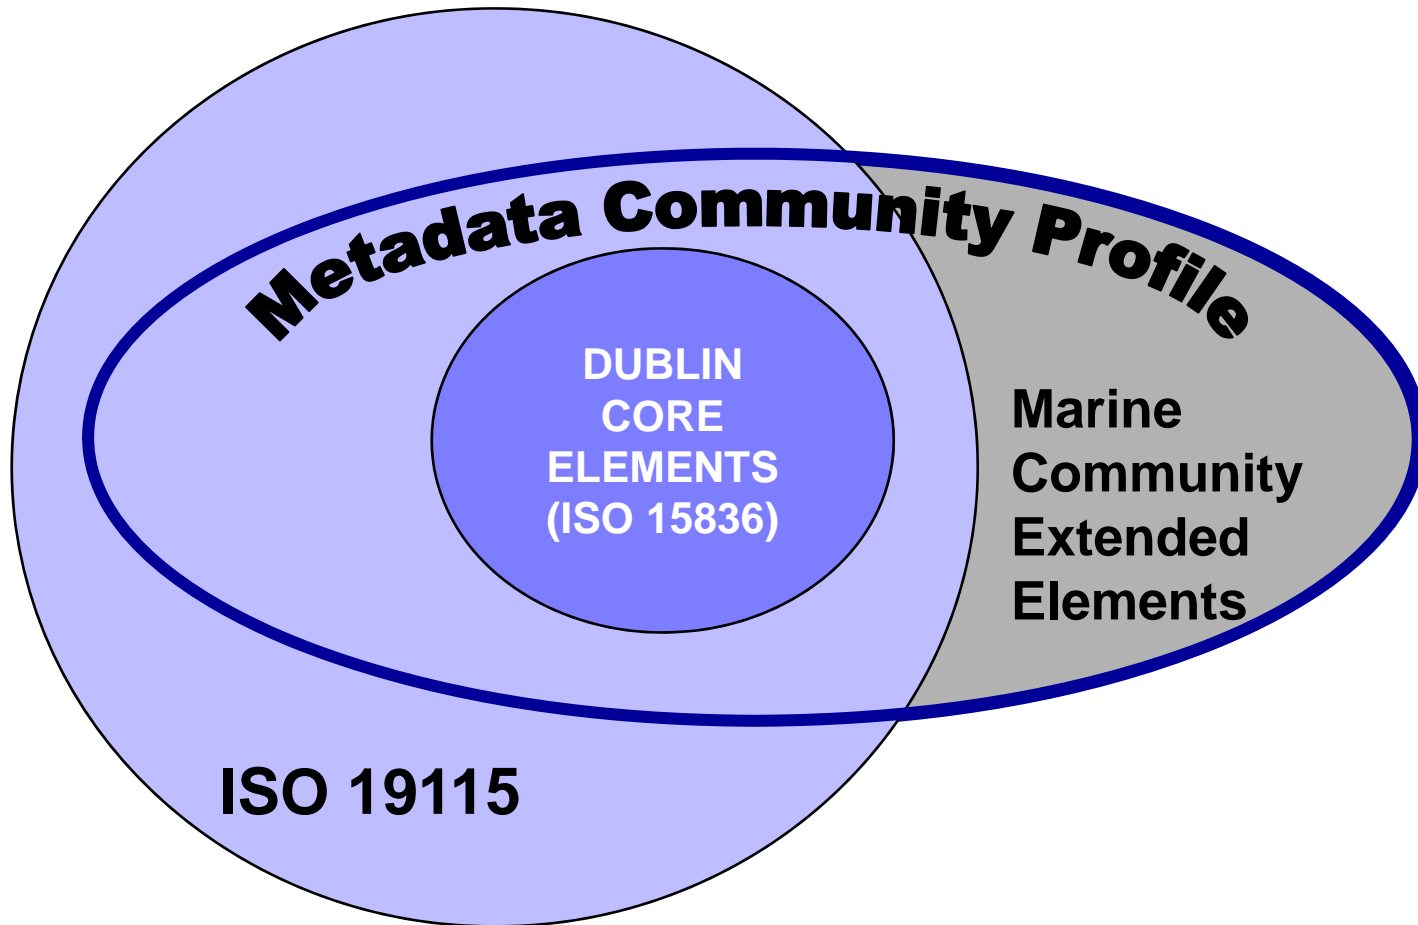 Metadata Community Profile
DUBLIN
CORE
ELEMENTS
(ISO 15836)
Marine
Community
Extended
Elements
ISO 19115